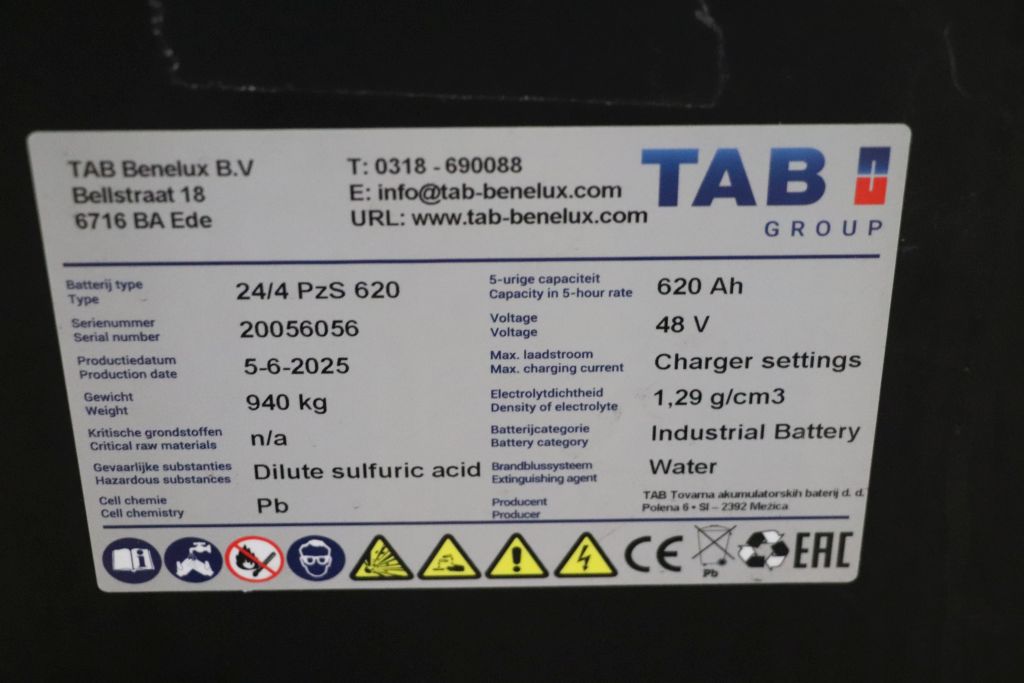 TAB Benelux B.V
Bellstraat 18
6716 BA Ede
T: 0318 - 690088
E: info@tab-benelux.com
URL: www.tab-benelux.com
TAB
GROUP
Batterij type
Type
24/4 PzS 620
Serienummer
Serial number
20056056
Productiedatum
Production date
5-6-2025
Gewicht
Weight
940 kg
Kritische grondstoffen
Critical raw materials
n/a
Gevaarlijke substanties
Hazardous substances
Dilute sulfuric acid
Cell chemie
Cell chemistry
Pb
5-urige capaciteit
Capacity in 5-hour rate
620 Ah
Voltage
Voltage
48 V
Max. laadstroom
Max. charging current
Charger settings
Electrolytdichtheid
Density of electrolyte
1,29 g/cm3
Batterijcategorie
Battery category
Industrial Battery
Brandblussysteem
Extinguishing agent
Water
Producent
Producer
TAB Tovarna akumulatorskih baterij d. d.
Polena 6 • SI – 2392 Mežica
CE
Pb
EAC